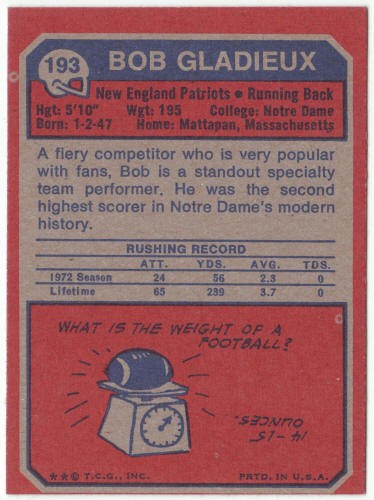 193
BOB GLADIEUX
New England Patriots • Running Back
Hgt: 5'10" Wgt: 195 College: Notre Dame
Born: 1-2-47 Home: Mattapan, Massachusetts
A fiery competitor who is very popular
with fans, Bob is a standout specialty
team performer. He was the second
highest scorer in Notre Dame's modern
history.
RUSHING RECORD
ATT. YDS. AVG. TDS.
1972 Season 24 56 2.3 0
Lifetime 65 239 3.7 0
WHAT IS THE WEIGHT OF A
FOOTBALL?
14-15
OUNCES.
★★© T.C.G., INC. PRTD. IN U.S.A.